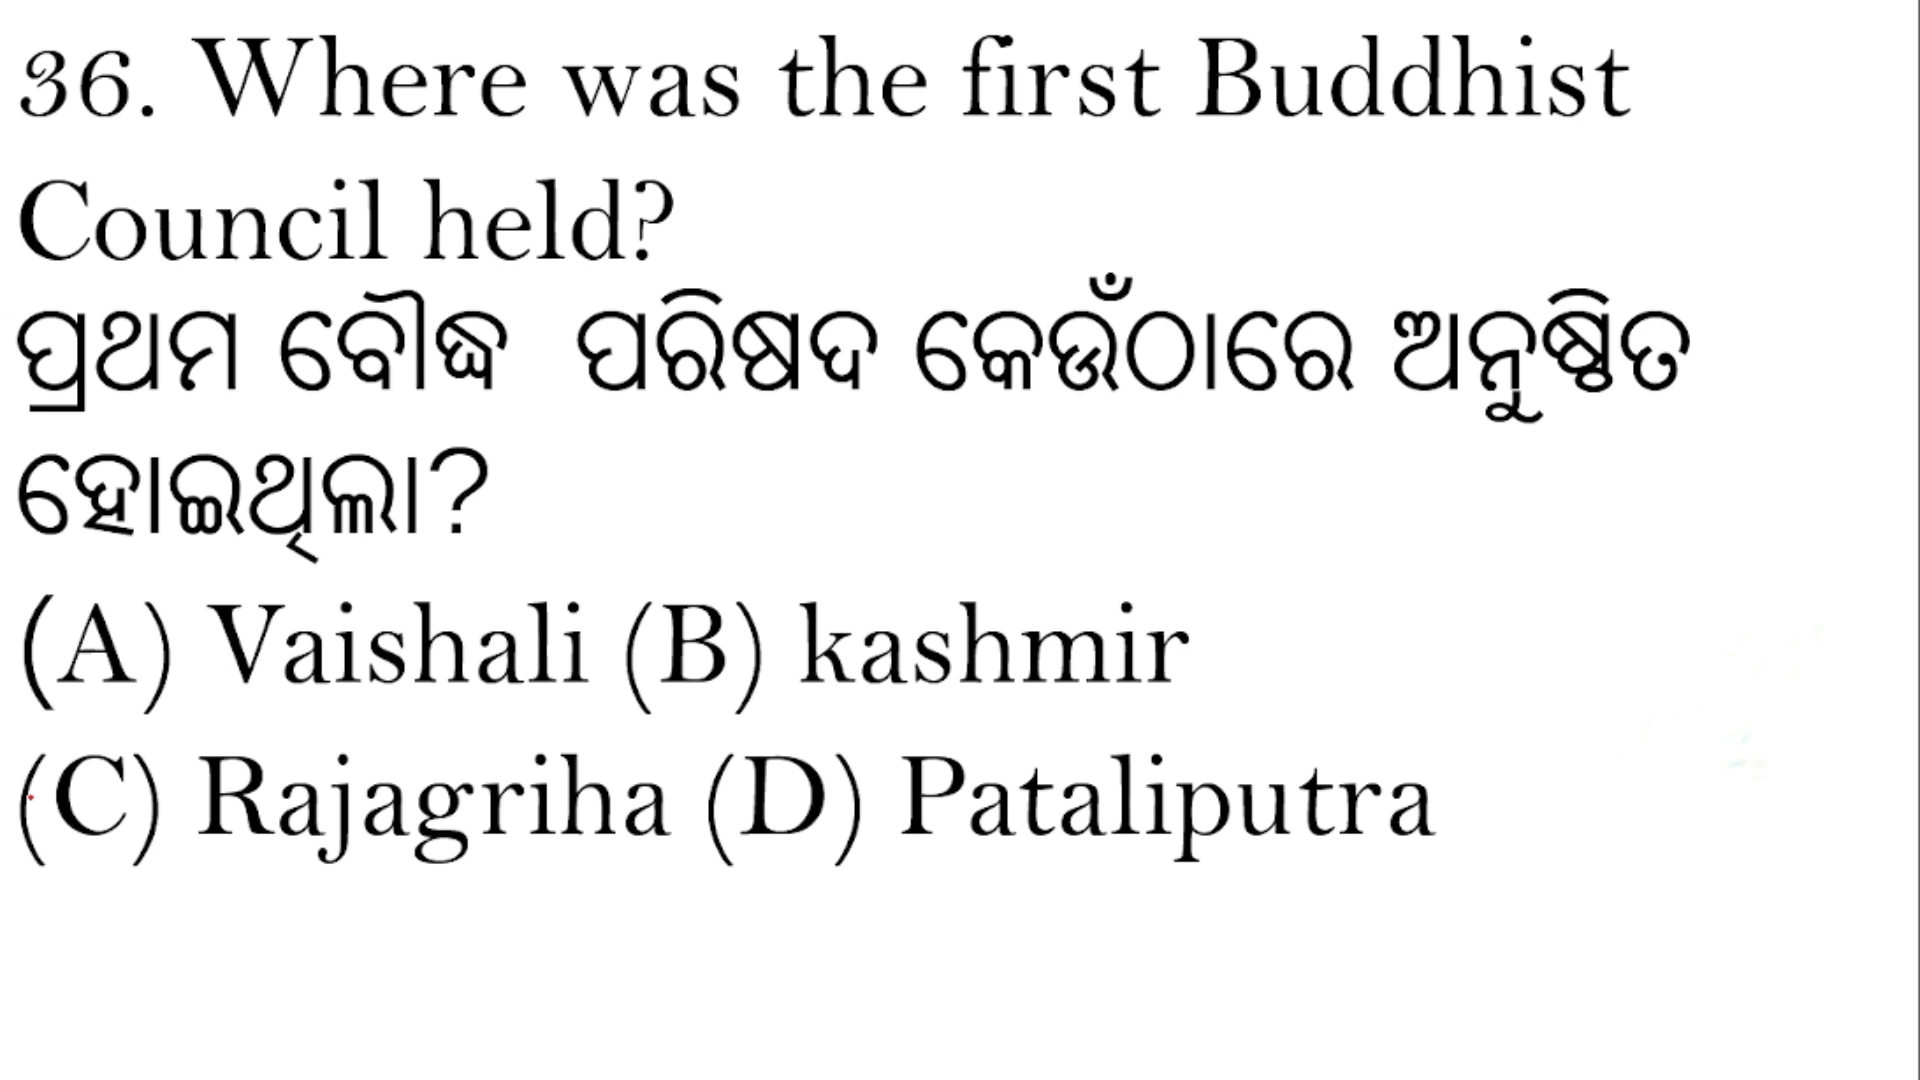 36. Where was the first Buddhist
Council held?
ପ୍ରଥମ ବୌଦ୍ଧ ପରିଷଦ କେଉଁଠାରେ ଅନୁଷ୍ଠିତ
ହୋଇଥିଲା?
(A) Vaishali (B) kashmir
(C) Rajagriha (D) Pataliputra